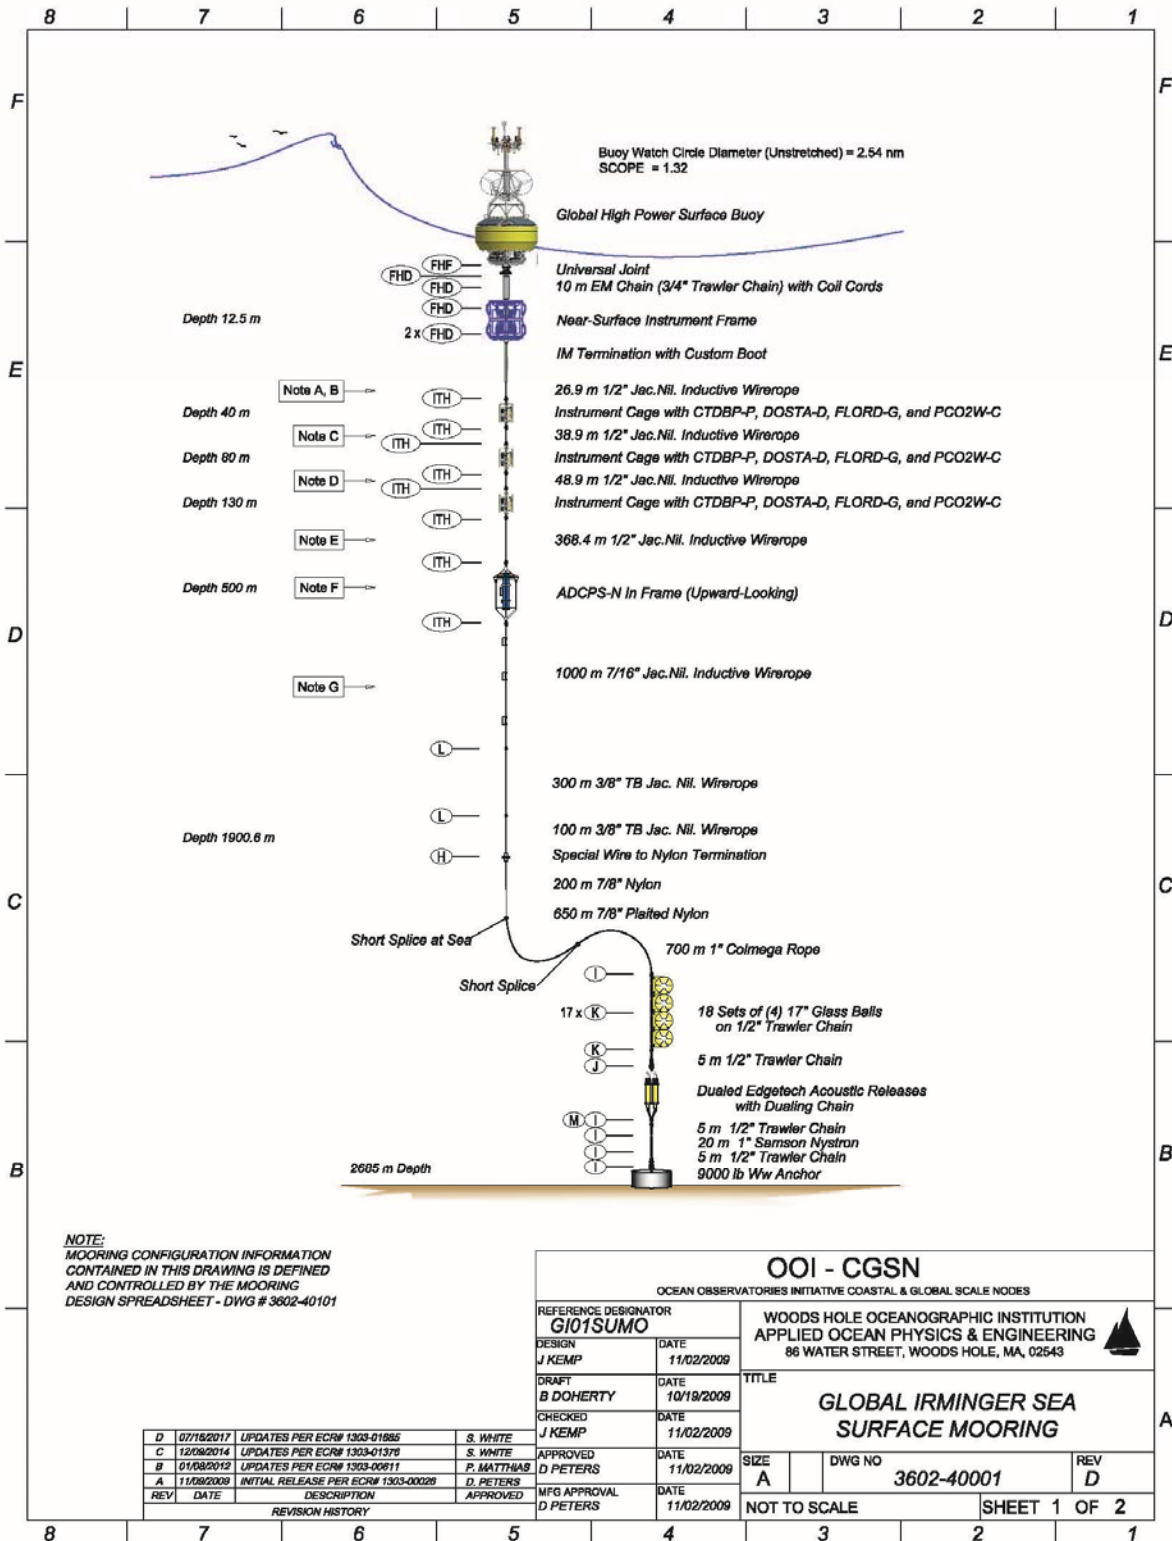 8 7 6 5 4 3 2 1
F
F
Buoy Watch Circle Diameter (Unstretched) = 2.54 nm
SCOPE = 1.32
Global High Power Surface Buoy
FHF
Universal Joint
FHD
FHD
10 m EM Chain (3/4" Trawler Chain) with Coil Cords
FHD
Depth 12.5 m
Near-Surface Instrument Frame
2 x FHD
E
E
IM Termination with Custom Boot
Note A, B
26.9 m 1/2" Jac.Nil. Inductive Wirerope
ITH
Depth 40 m
Instrument Cage with CTDBP-P, DOSTA-D, FLORD-G, and PCO2W-C
ITH
Note C
38.9 m 1/2" Jac.Nil. Inductive Wirerope
ITH
Depth 80 m
Instrument Cage with CTDBP-P, DOSTA-D, FLORD-G, and PCO2W-C
ITH
Note D
48.9 m 1/2" Jac.Nil. Inductive Wirerope
ITH
Depth 130 m
Instrument Cage with CTDBP-P, DOSTA-D, FLORD-G, and PCO2W-C
ITH
Note E
368.4 m 1/2" Jac.Nil. Inductive Wirerope
ITH
Depth 500 m
Note F
ADCPS-N In Frame (Upward-Looking)
ITH
D
D
1000 m 7/16" Jac.Nil. Inductive Wirerope
Note G
L
300 m 3/8" TB Jac. Nil. Wirerope
L
100 m 3/8" TB Jac. Nil. Wirerope
Depth 1900.6 m
H
Special Wire to Nylon Termination
200 m 7/8" Nylon
C
C
650 m 7/8" Plaited Nylon
Short Splice at Sea
700 m 1" Colmega Rope
Short Splice
I
17 x K
18 Sets of (4) 17" Glass Balls
on 1/2" Trawler Chain
K
5 m 1/2" Trawler Chain
J
Dualed Edgetech Acoustic Releases
with Dualing Chain
M I
5 m 1/2" Trawler Chain
I
20 m 1" Samson Nystron
I
5 m 1/2" Trawler Chain
I
9000 lb Ww Anchor
2685 m Depth
B
B
NOTE:
MOORING CONFIGURATION INFORMATION
CONTAINED IN THIS DRAWING IS DEFINED
AND CONTROLLED BY THE MOORING
DESIGN SPREADSHEET - DWG # 3602-40101
OOI - CGSN
OCEAN OBSERVATORIES INITIATIVE COASTAL & GLOBAL SCALE NODES
REFERENCE DESIGNATOR
GI01SUMO
WOODS HOLE OCEANOGRAPHIC INSTITUTION
APPLIED OCEAN PHYSICS & ENGINEERING
86 WATER STREET, WOODS HOLE, MA, 02543
DESIGN DATE
J KEMP 11/02/2009
DRAFT DATE
B DOHERTY 10/19/2009
CHECKED DATE
J KEMP 11/02/2009
APPROVED DATE
D PETERS 11/02/2009
MFG APPROVAL DATE
D PETERS 11/02/2009
TITLE
GLOBAL IRMINGER SEA
SURFACE MOORING
A
SIZE DWG NO REV
A 3602-40001 D
NOT TO SCALE SHEET 1 OF 2
D 07/16/2017 UPDATES PER ECR# 1303-01685 S. WHITE
C 12/09/2014 UPDATES PER ECR# 1303-01376 S. WHITE
B 01/08/2012 UPDATES PER ECR# 1303-00611 P. MATTHIAS
A 11/09/2009 INITIAL RELEASE PER ECR# 1303-00026 D. PETERS
REV DATE DESCRIPTION APPROVED
REVISION HISTORY
8 7 6 5 4 3 2 1